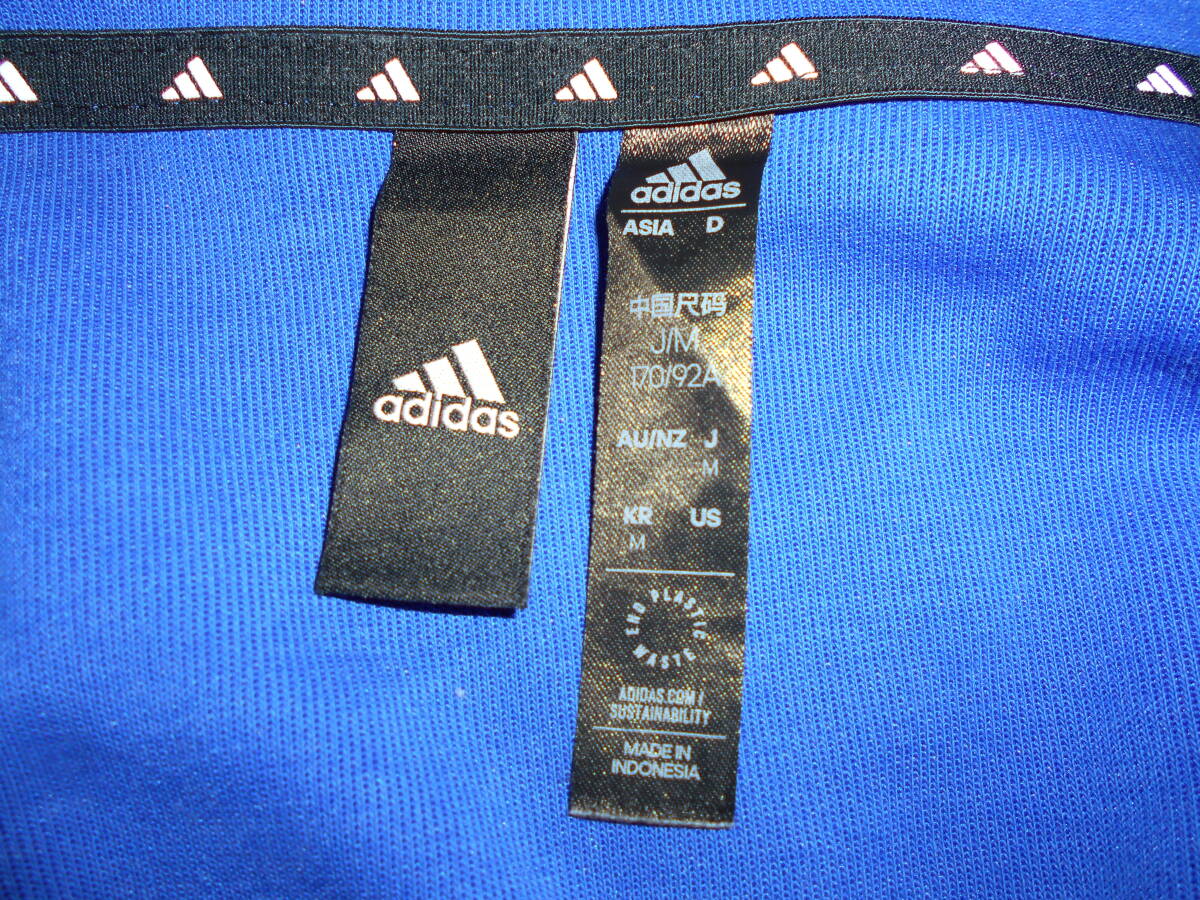 adidas
adidas
ASIA D
中国尺码
J/M
170/92A
AU/NZ J
M
KR US
M
END PLASTIC WASTE
ADIDAS.COM/
SUSTAINABILITY
MADE IN
INDONESIA